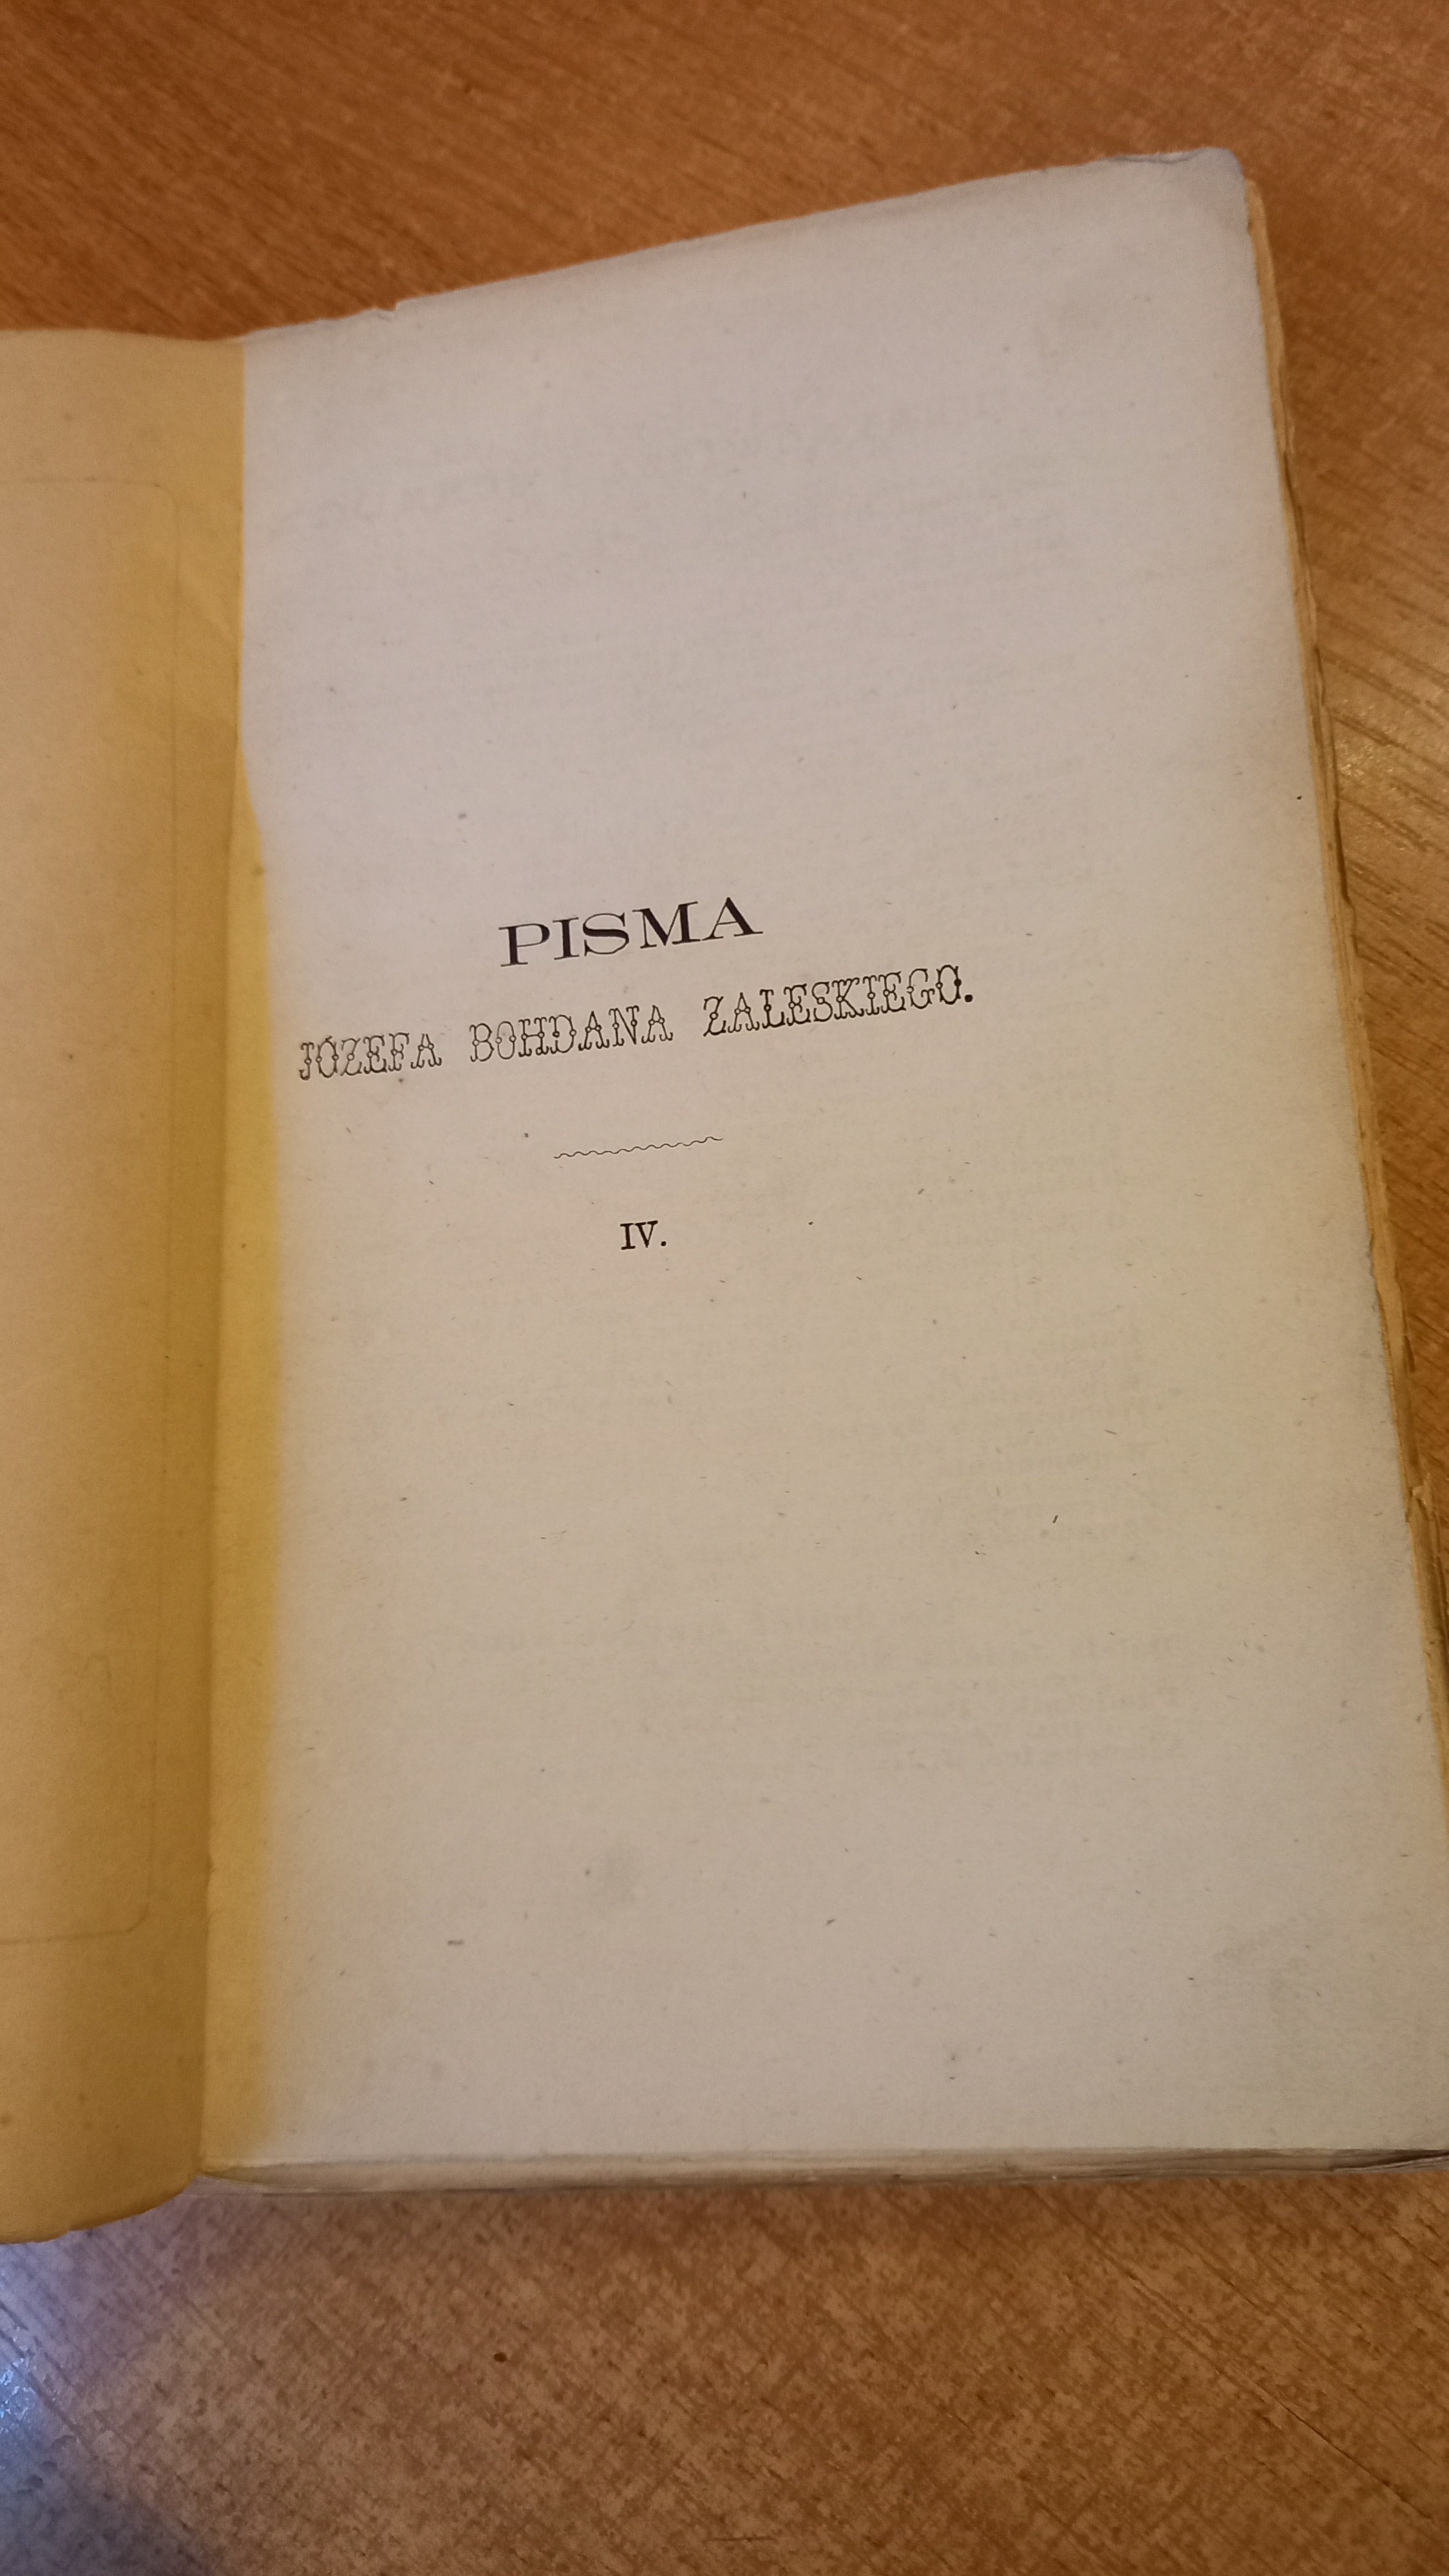 PISMA
JÓZEFA BOHDANA ZALESKIEGO.
IV.